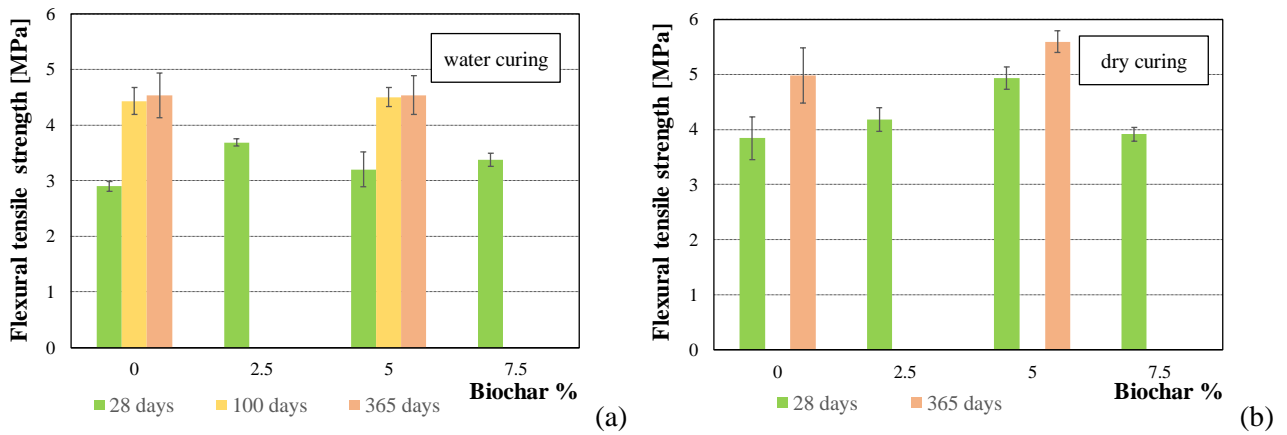 Flexural tensile strength [MPa]
6
5
4
3
2
1
0
water curing
0 2.5 5 7.5
Biochar %
28 days 100 days 365 days
(a)
Flexural tensile strength [MPa]
6
5
4
3
2
1
0
dry curing
0 2.5 5 7.5
Biochar %
28 days 365 days
(b)